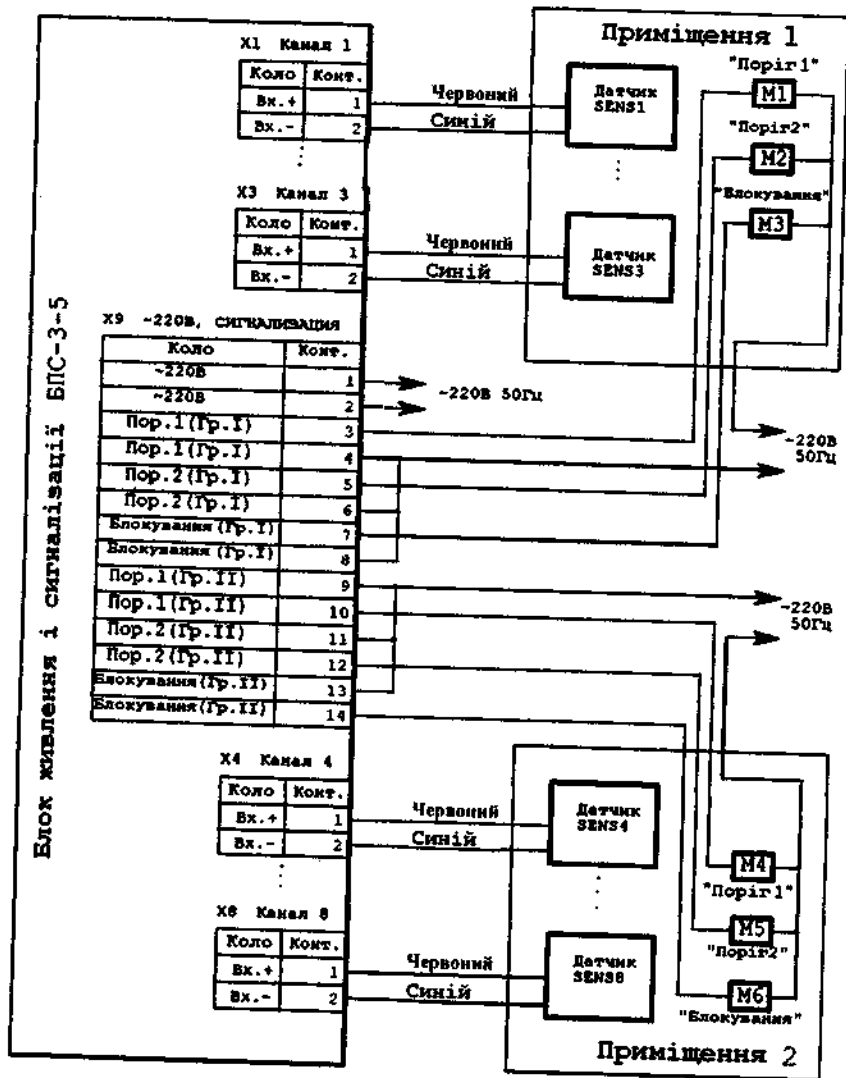 Блок живлення і сигналізації БПС-3-5
X1 Канал 1
Коло Конт.
Вх.+ 1
Вх.- 2
Червоний
Синій
Датчик
SENS1
Приміщення 1
"Поріг1"
M1
"Поріг2"
M2
"Блокування"
M3
X3 Канал 3
Коло Конт.
Вх.+ 1
Вх.- 2
Червоний
Синій
Датчик
SENS3
X9 ~220В, СИГНАЛИЗАЦИЯ
Коло Конт.
~220В 1
~220В 2
Пор.1(Гр.I) 3
Пор.1(Гр.I) 4
Пор.2(Гр.I) 5
Пор.2(Гр.I) 6
Блокування(Гр.I) 7
Блокування(Гр.I) 8
Пор.1(Гр.II) 9
Пор.1(Гр.II) 10
Пор.2(Гр.II) 11
Пор.2(Гр.II) 12
Блокування(Гр.II) 13
Блокування(Гр.II) 14
~220В 50Гц
~220В
50Гц
~220В
50Гц
X4 Канал 4
Коло Конт.
Вх.+ 1
Вх.- 2
Червоний
Синій
Датчик
SENS4
M4
"Поріг1"
M5
"Поріг2"
M6
"Блокування"
X8 Канал 8
Коло Конт.
Вх.+ 1
Вх.- 2
Червоний
Синій
Датчик
SENS8
Приміщення 2